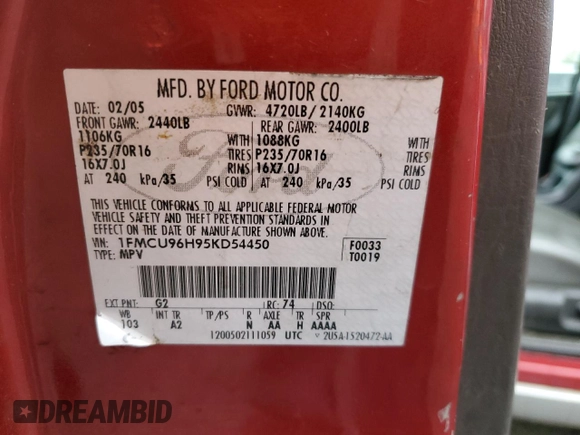 MFD. BY FORD MOTOR CO.
DATE: 02/05 GVWR: 4720LB/ 2140KG
FRONT GAWR: 2440LB REAR GAWR: 2400LB
1106KG WITH 1088KG WITH
P235/70R16 TIRES P235/70R16 TIRES
16X7.0J RIMS 16X7.0J RIMS
AT 240 kPa/35 PSI COLD AT 240 kPa/35 PSI COLD
THIS VEHICLE CONFORMS TO ALL APPLICABLE FEDERAL MOTOR
VEHICLE SAFETY AND THEFT PREVENTION STANDARDS IN
EFFECT ON THE DATE OF MANUFACTURE SHOWN ABOVE.
VIN: 1FMCU96H95KD54450 F0033
TYPE: MPV T0019
EXT PNT: G2 RC: 74 DSO:
WB INT TR TP/PS R AXLE TR SPR
103 A2 N AA H AAAA
1200502111059 UTC 2U5A-1520472-AA
Ford
DREAMBID